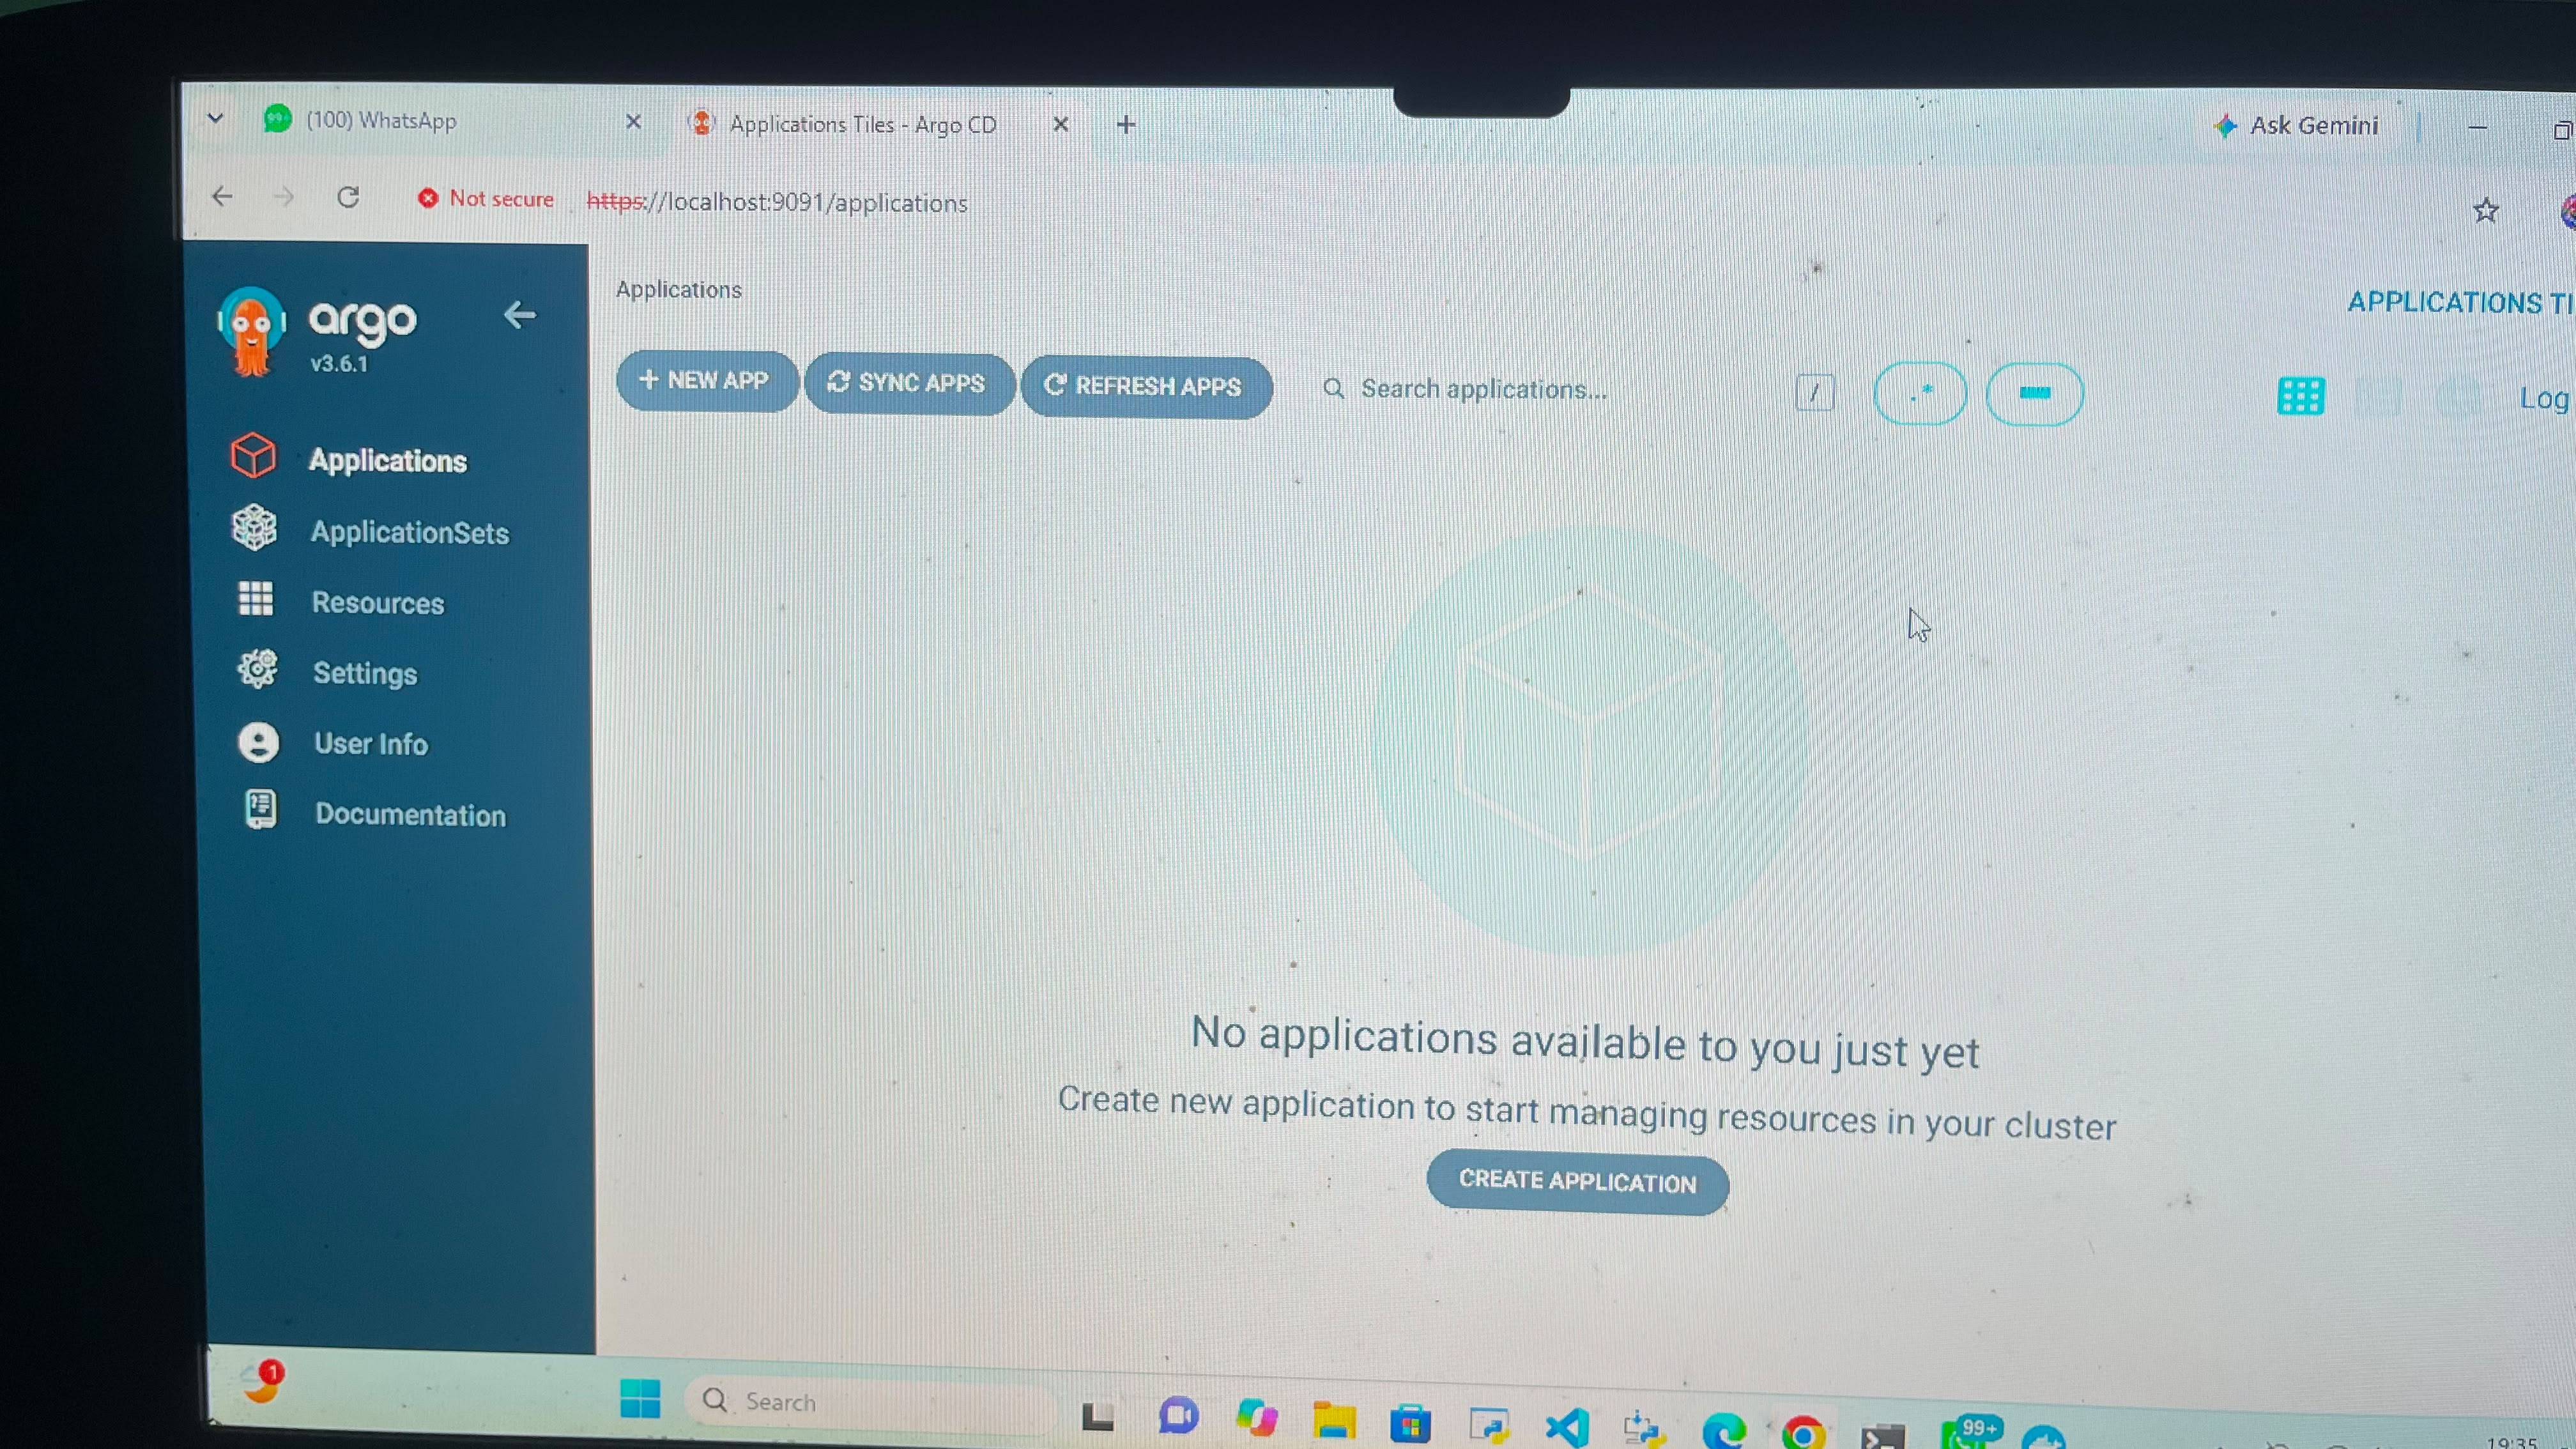 (100) WhatsApp
Applications Tiles - Argo CD
Ask Gemini
Not secure
https://localhost:9091/applications
argo
v3.6.1
Applications
ApplicationSets
Resources
Settings
User Info
Documentation
Applications
APPLICATIONS TI
+ NEW APP
SYNC APPS
REFRESH APPS
Search applications...
/
.*
Log
No applications available to you just yet
Create new application to start managing resources in your cluster
CREATE APPLICATION
1
Search
99+
19:35